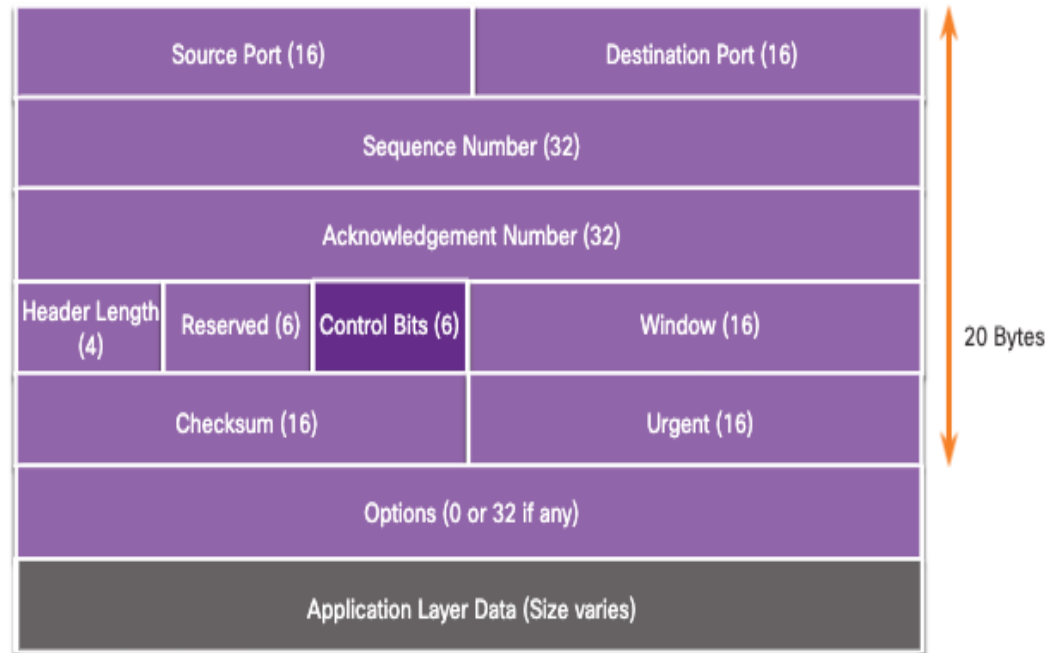 Source Port (16)
Destination Port (16)
Sequence Number (32)
Acknowledgement Number (32)
Header Length
(4)
Reserved (6)
Control Bits (6)
Window (16)
20 Bytes
Checksum (16)
Urgent (16)
Options (0 or 32 if any)
Application Layer Data (Size varies)